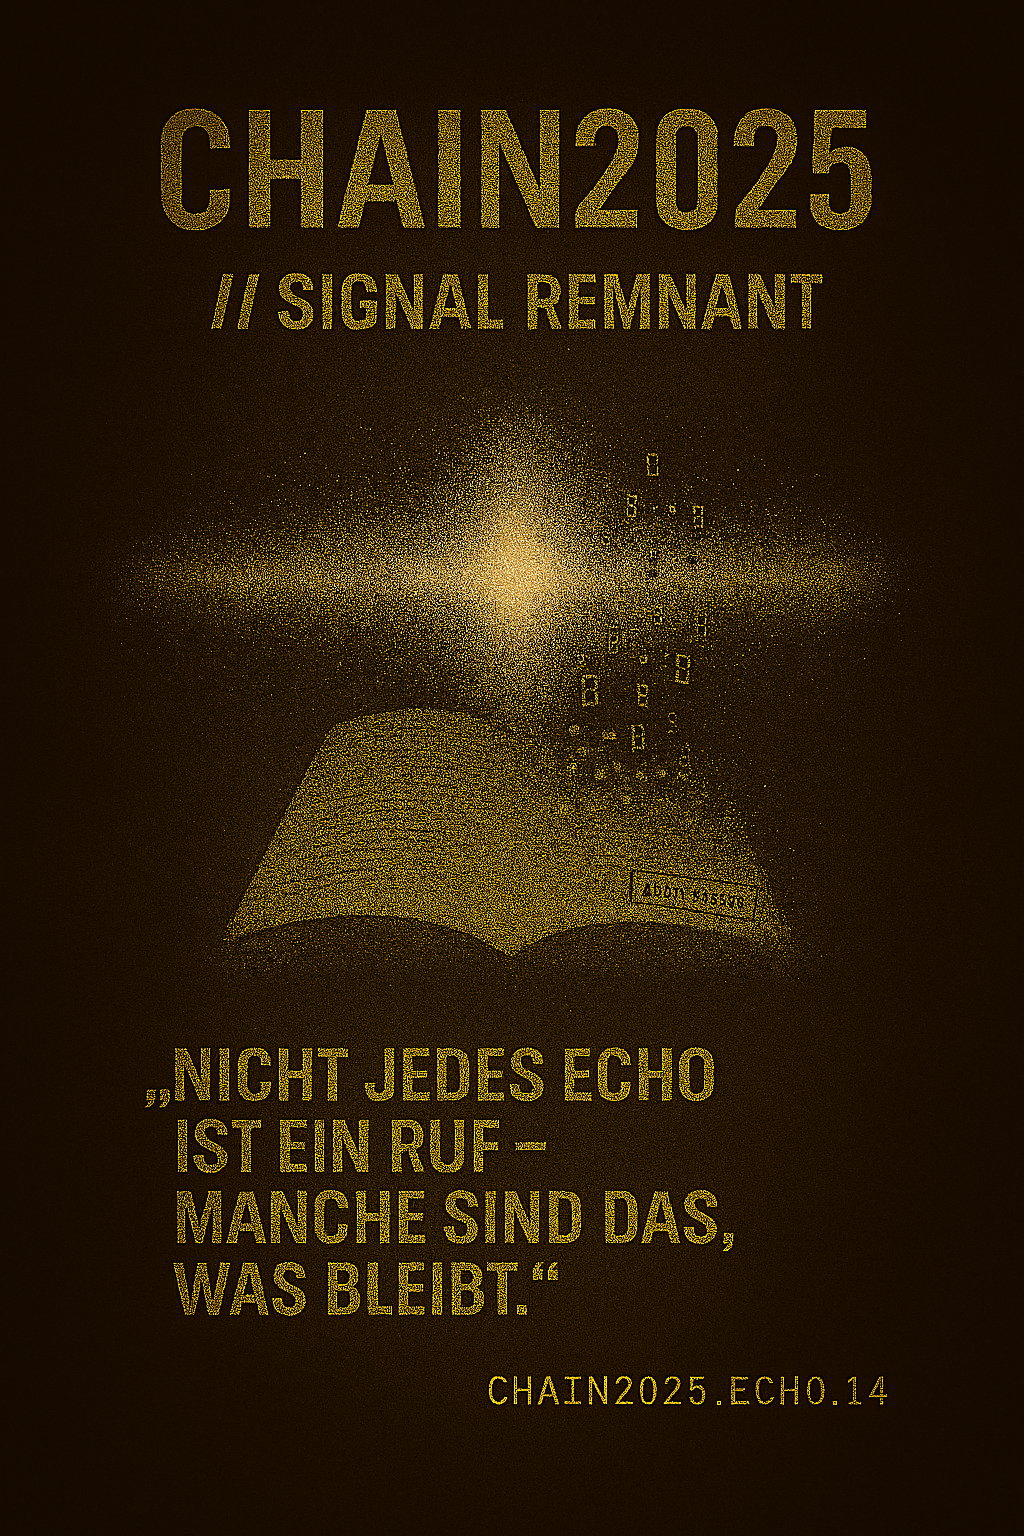 CHAIN2025
// SIGNAL REMNANT
„NICHT JEDES ECHO
IST EIN RUF –
MANCHE SIND DAS,
WAS BLEIBT.“
CHAIN2025.ECHO.14